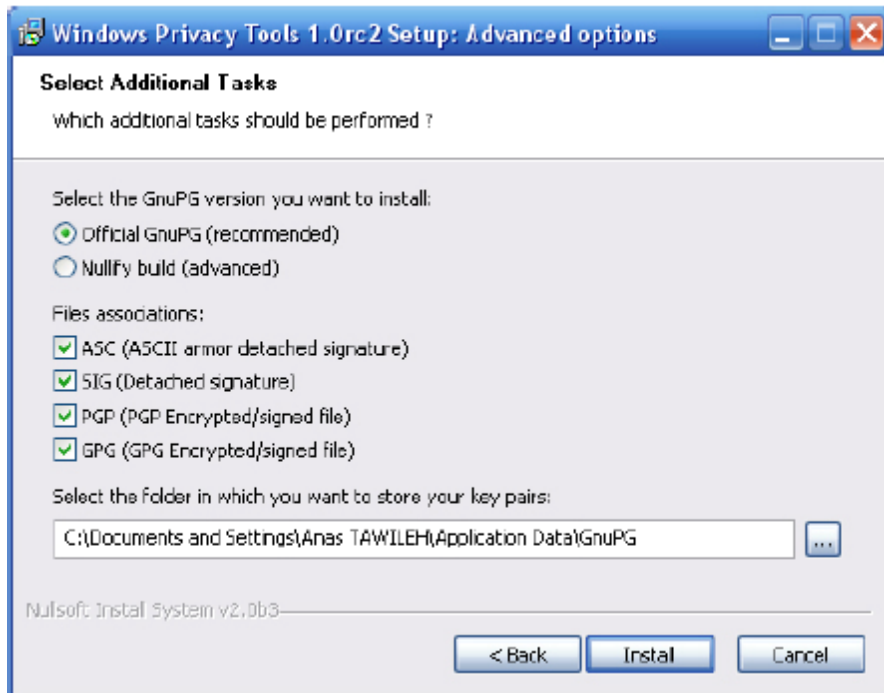 Windows Privacy Tools 1.0rc2 Setup: Advanced options
Select Additional Tasks
Which additional tasks should be performed ?
Select the GnuPG version you want to install:
Official GnuPG (recommended)
Nullify build (advanced)
Files associations:
ASC (ASCII armor detached signature)
SIG (Detached signature)
PGP (PGP Encrypted/signed file)
GPG (GPG Encrypted/signed file)
Select the folder in which you want to store your key pairs:
C:\Documents and Settings\Anas TAWILEH\Application Data\GnuPG
...
Nullsoft Install System v2.0b3
< Back
Install
Cancel